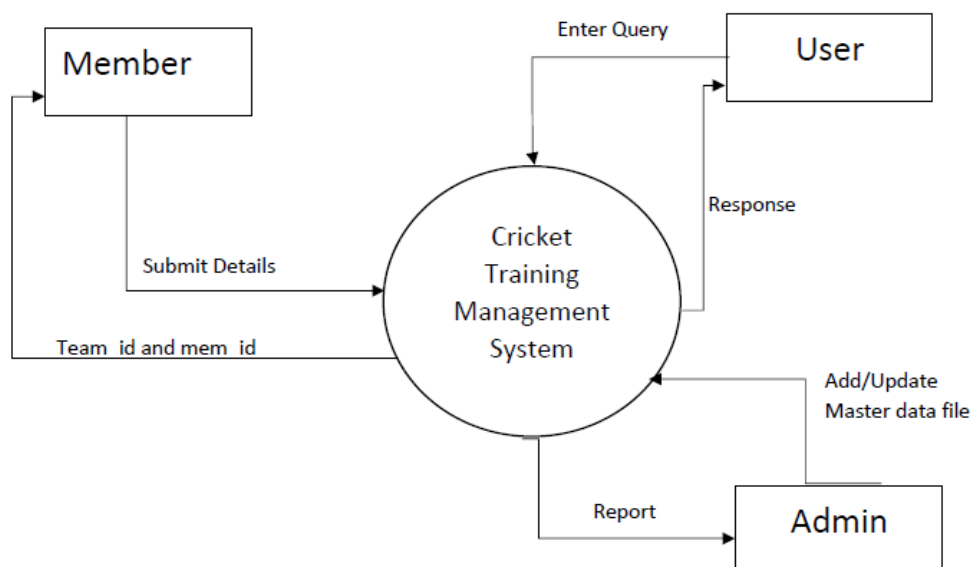 Member
Enter Query
User
Response
Cricket
Training
Management
System
Submit Details
Team_id and mem_id
Add/Update
Master data file
Report
Admin